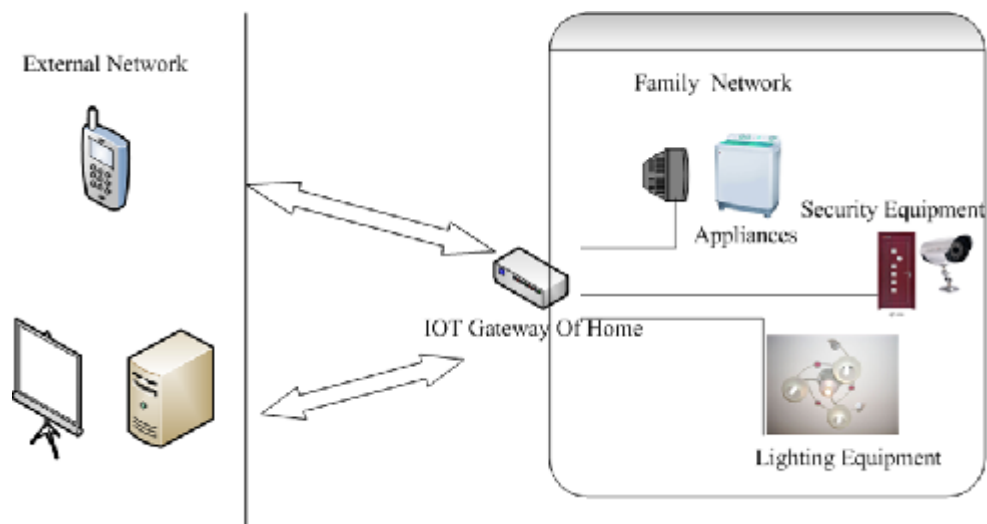 External Network
Family Network
Appliances
Security Equipment
IOT Gateway Of Home
Lighting Equipment